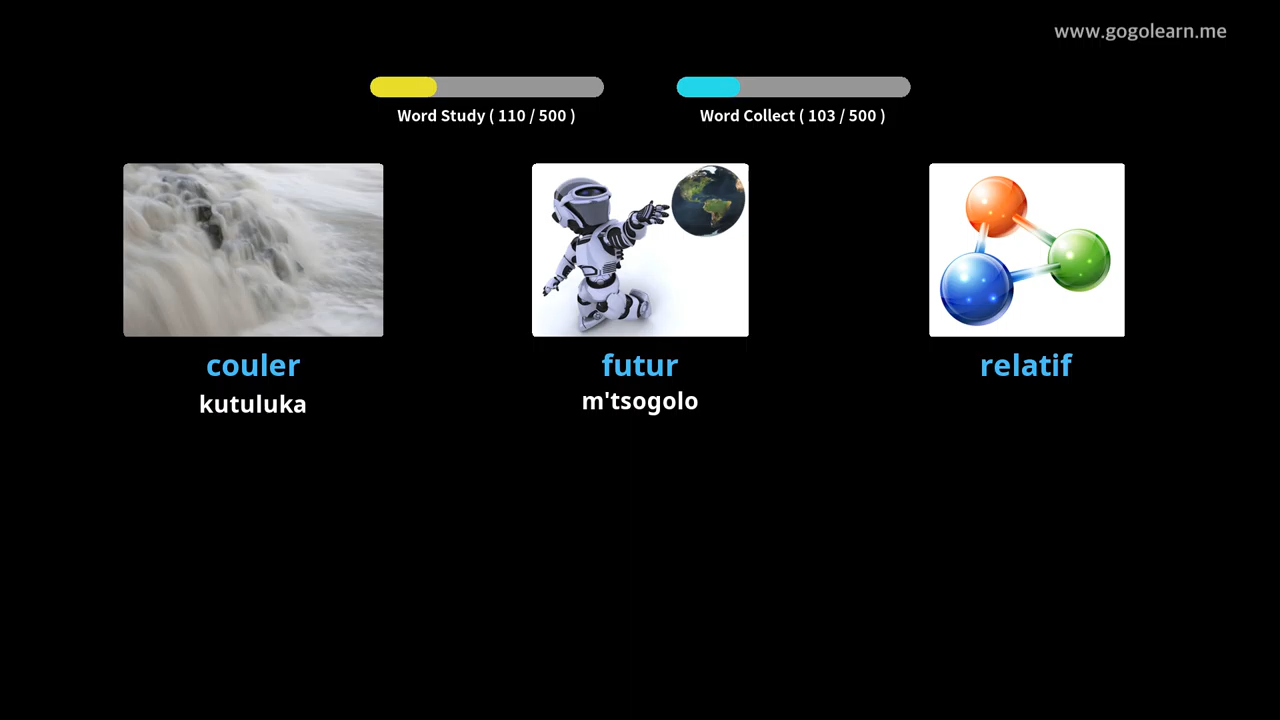 www.gogolearn.me
Word Study ( 110 / 500 )
Word Collect ( 103 / 500 )
couler
kutuluka
futur
m'tsogolo
relatif